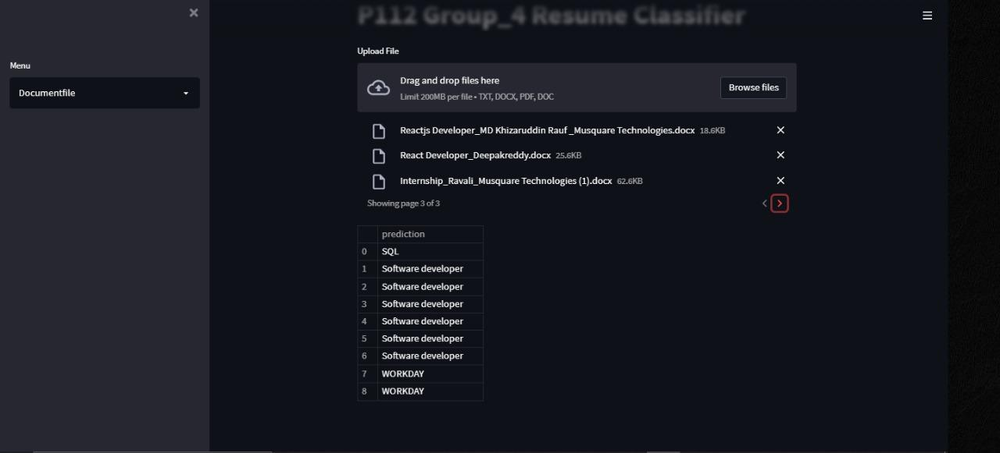 P112 Group_4 Resume Classifier
Menu
Documentfile
Upload File
Drag and drop files here
Limit 200MB per file • TXT, DOCX, PDF, DOC
Browse files
Reactjs Developer_MD Khizaruddin Rauf _Musquare Technologies.docx 18.6KB
React Developer_Deepakreddy.docx 25.6KB
Internship_Ravali_Musquare Technologies (1).docx 62.6KB
Showing page 3 of 3
prediction
0 SQL
1 Software developer
2 Software developer
3 Software developer
4 Software developer
5 Software developer
6 Software developer
7 WORKDAY
8 WORKDAY